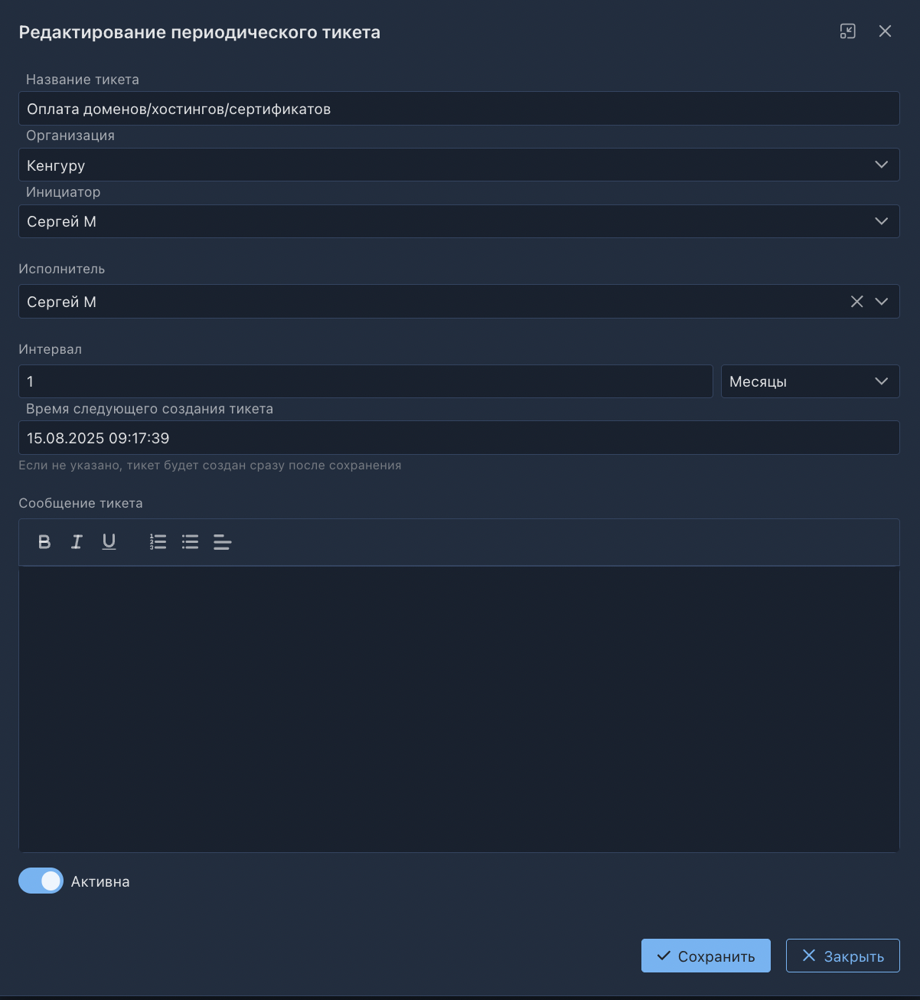 Редактирование периодического тикета
Название тикета
Оплата доменов/хостингов/сертификатов
Организация
Кенгуру
Инициатор
Сергей М
Исполнитель
Сергей М
Интервал
1 Месяцы
Время следующего создания тикета
15.08.2025 09:17:39
Если не указано, тикет будет создан сразу после сохранения
Сообщение тикета
Активна
Сохранить Закрыть